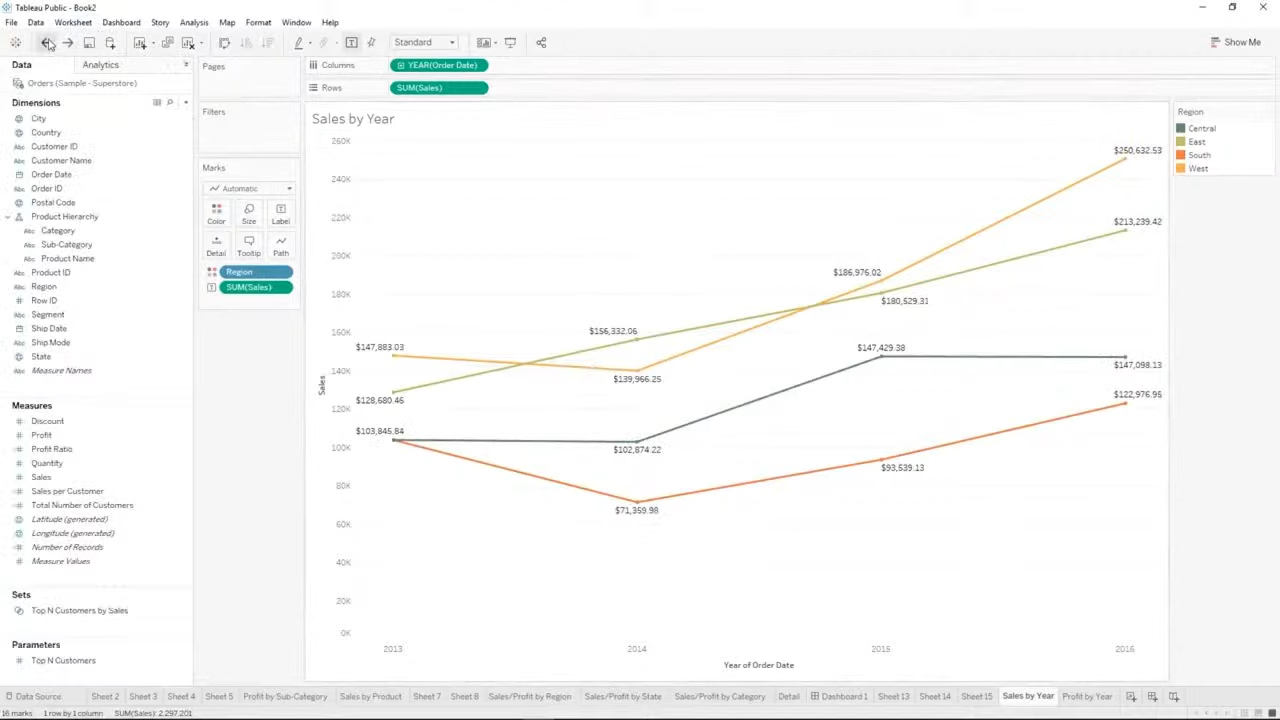 Tableau Public - Book2
File Data Worksheet Dashboard Story Analysis Map Format Window Help
Standard
Show Me
Data Analytics
Orders (Sample - Superstore)
Dimensions
City
Country
Abc Customer ID
Abc Customer Name
Order Date
Abc Order ID
Postal Code
Product Hierarchy
Abc Category
Abc Sub-Category
Abc Product Name
Abc Product ID
Abc Region
# Row ID
Abc Segment
Ship Date
Abc Ship Mode
State
Abc Measure Names
Measures
# Discount
# Profit
# Profit Ratio
# Quantity
# Sales
# Sales per Customer
# Total Number of Customers
Latitude (generated)
Longitude (generated)
# Number of Records
# Measure Values
Sets
Top N Customers by Sales
Parameters
# Top N Customers
Pages
Filters
Marks
Automatic
Color Size Label
Detail Tooltip Path
Region
SUM(Sales)
Columns YEAR(Order Date)
Rows SUM(Sales)
Sales by Year
260K
240K
220K
200K
180K
160K
140K
120K
100K
80K
60K
40K
20K
0K
Sales
$250,632.53
$213,239.42
$186,976.02
$180,529.31
$156,332.06
$147,883.03
$147,429.38
$139,966.25
$147,098.13
$128,680.46
$122,976.95
$103,845.84
$102,874.22
$93,539.13
$71,359.98
2013 2014 2015 2016
Year of Order Date
Region
Central
East
South
West
Data Source Sheet 2 Sheet 3 Sheet 4 Sheet 5 Profit by Sub-Category Sales by Product Sheet 7 Sheet 8 Sales/Profit by Region Sales/Profit by State Sales/Profit by Category Detail Dashboard 1 Sheet 13 Sheet 14 Sheet 15 Sales by Year Profit by Year
16 marks 1 row by 1 column SUM(Sales): 2,297,201